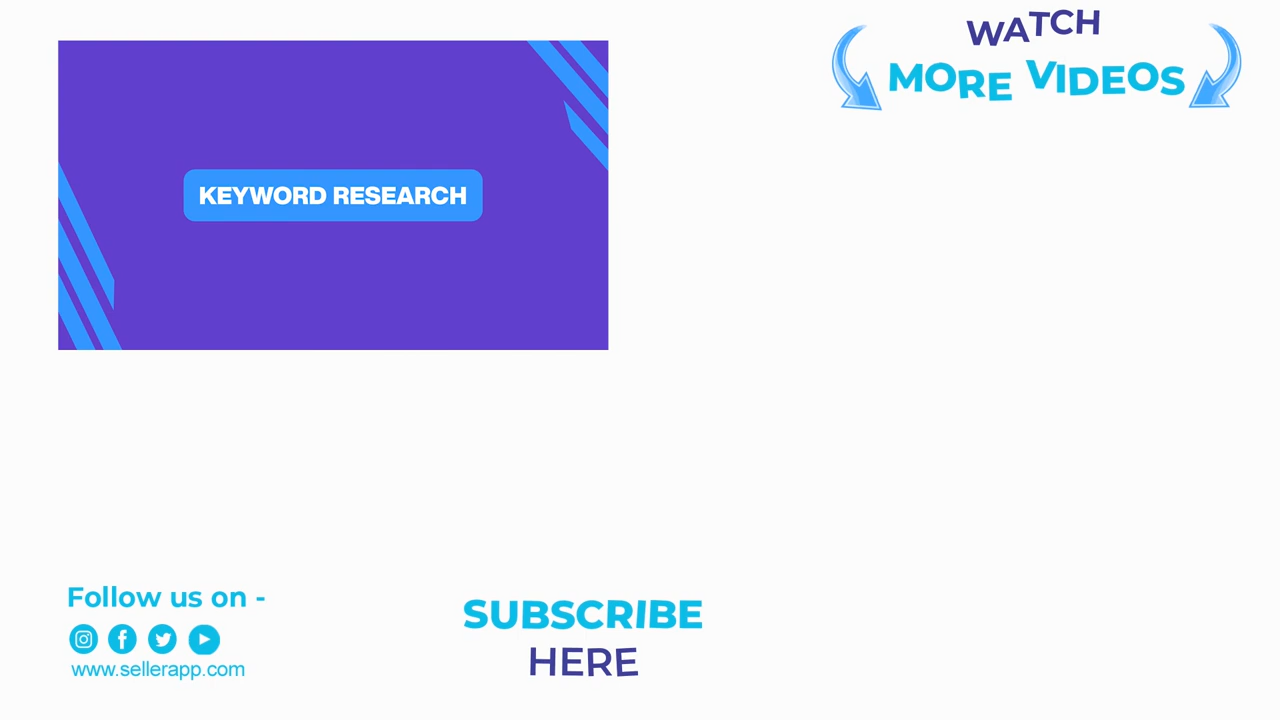 WATCH
MORE VIDEOS
KEYWORD RESEARCH
Follow us on -
www.sellerapp.com
SUBSCRIBE
HERE